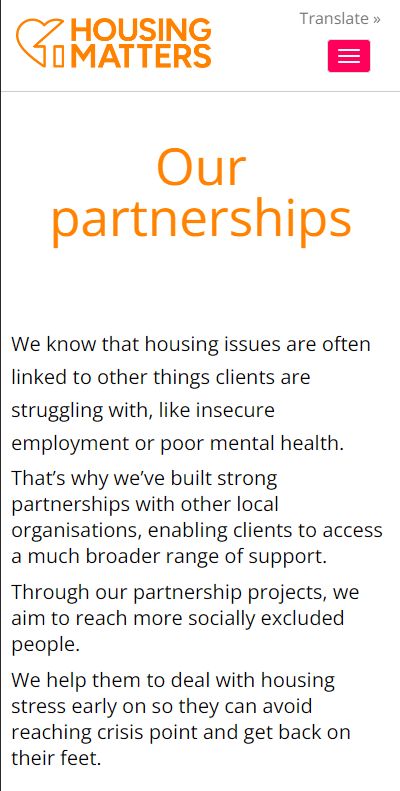 Translate »
HOUSING
MATTERS
Our
partnerships
We know that housing issues are often
linked to other things clients are
struggling with, like insecure
employment or poor mental health.
That’s why we’ve built strong
partnerships with other local
organisations, enabling clients to access
a much broader range of support.
Through our partnership projects, we
aim to reach more socially excluded
people.
We help them to deal with housing
stress early on so they can avoid
reaching crisis point and get back on
their feet.